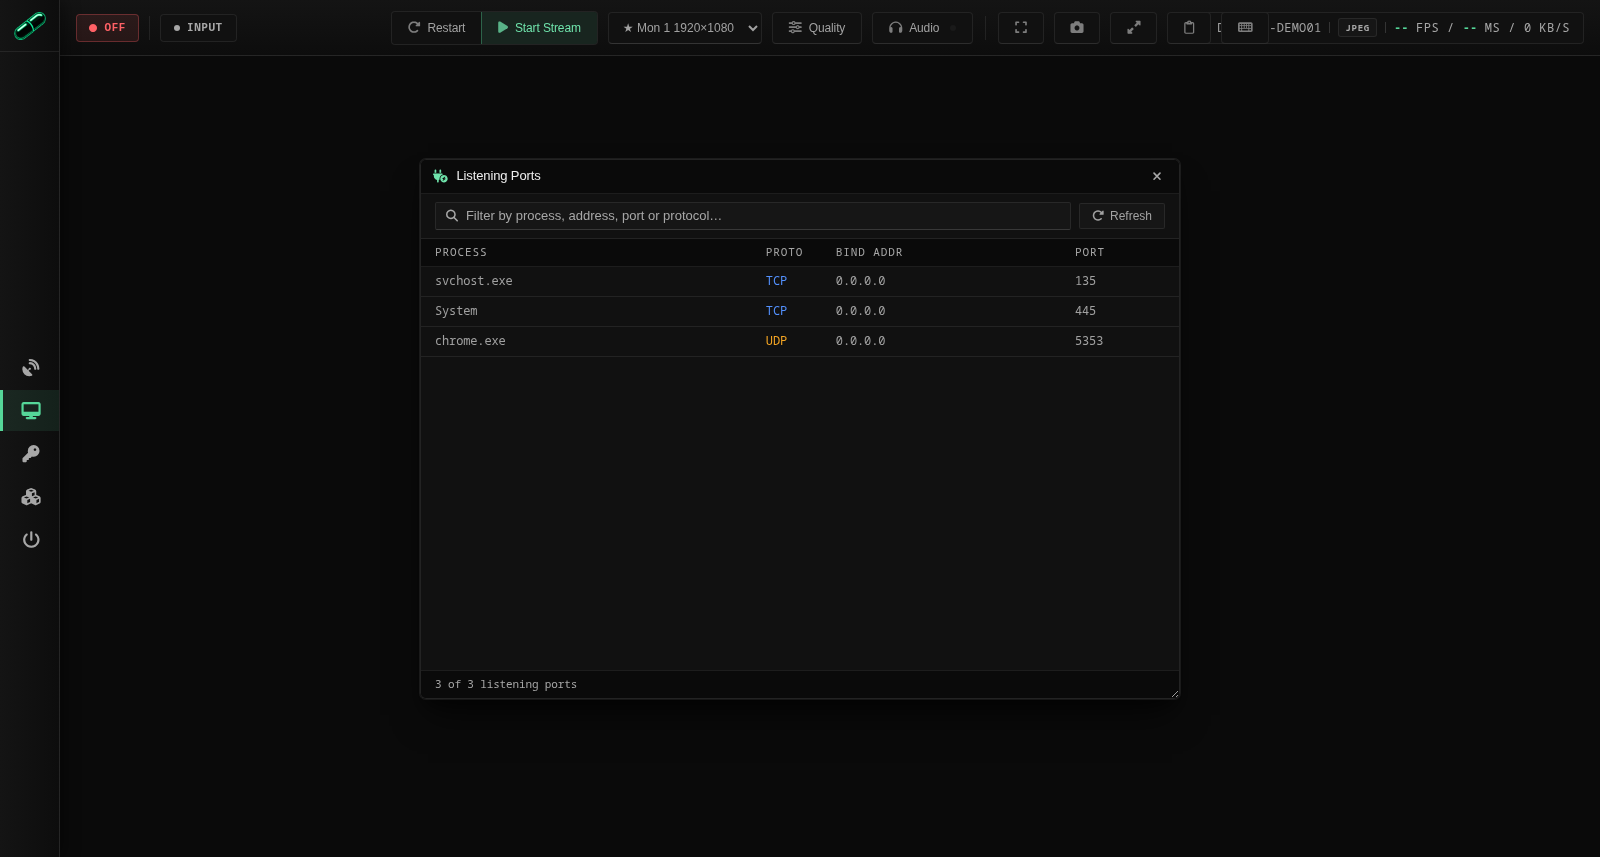 OFF INPUT Restart Start Stream ★ Mon 1 1920×1080 Quality Audio -DEMO01 JPEG -- FPS / -- MS / 0 KB/S
Listening Ports
Filter by process, address, port or protocol… Refresh
PROCESS PROTO BIND ADDR PORT
svchost.exe TCP 0.0.0.0 135
System TCP 0.0.0.0 445
chrome.exe UDP 0.0.0.0 5353
3 of 3 listening ports